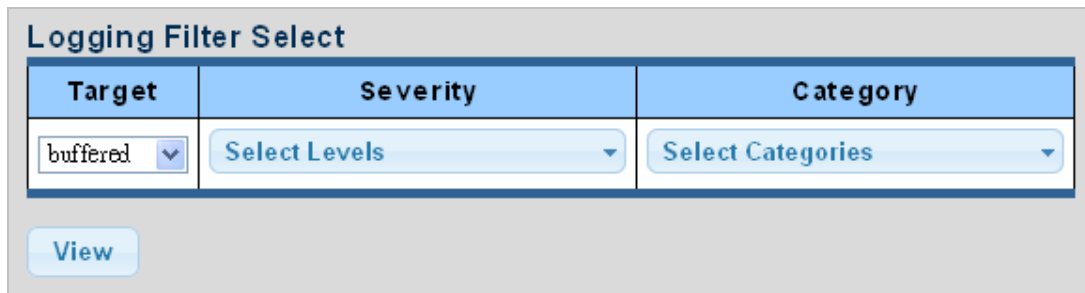 Logging Filter Select
Target Severity Category
buffered Select Levels Select Categories
View